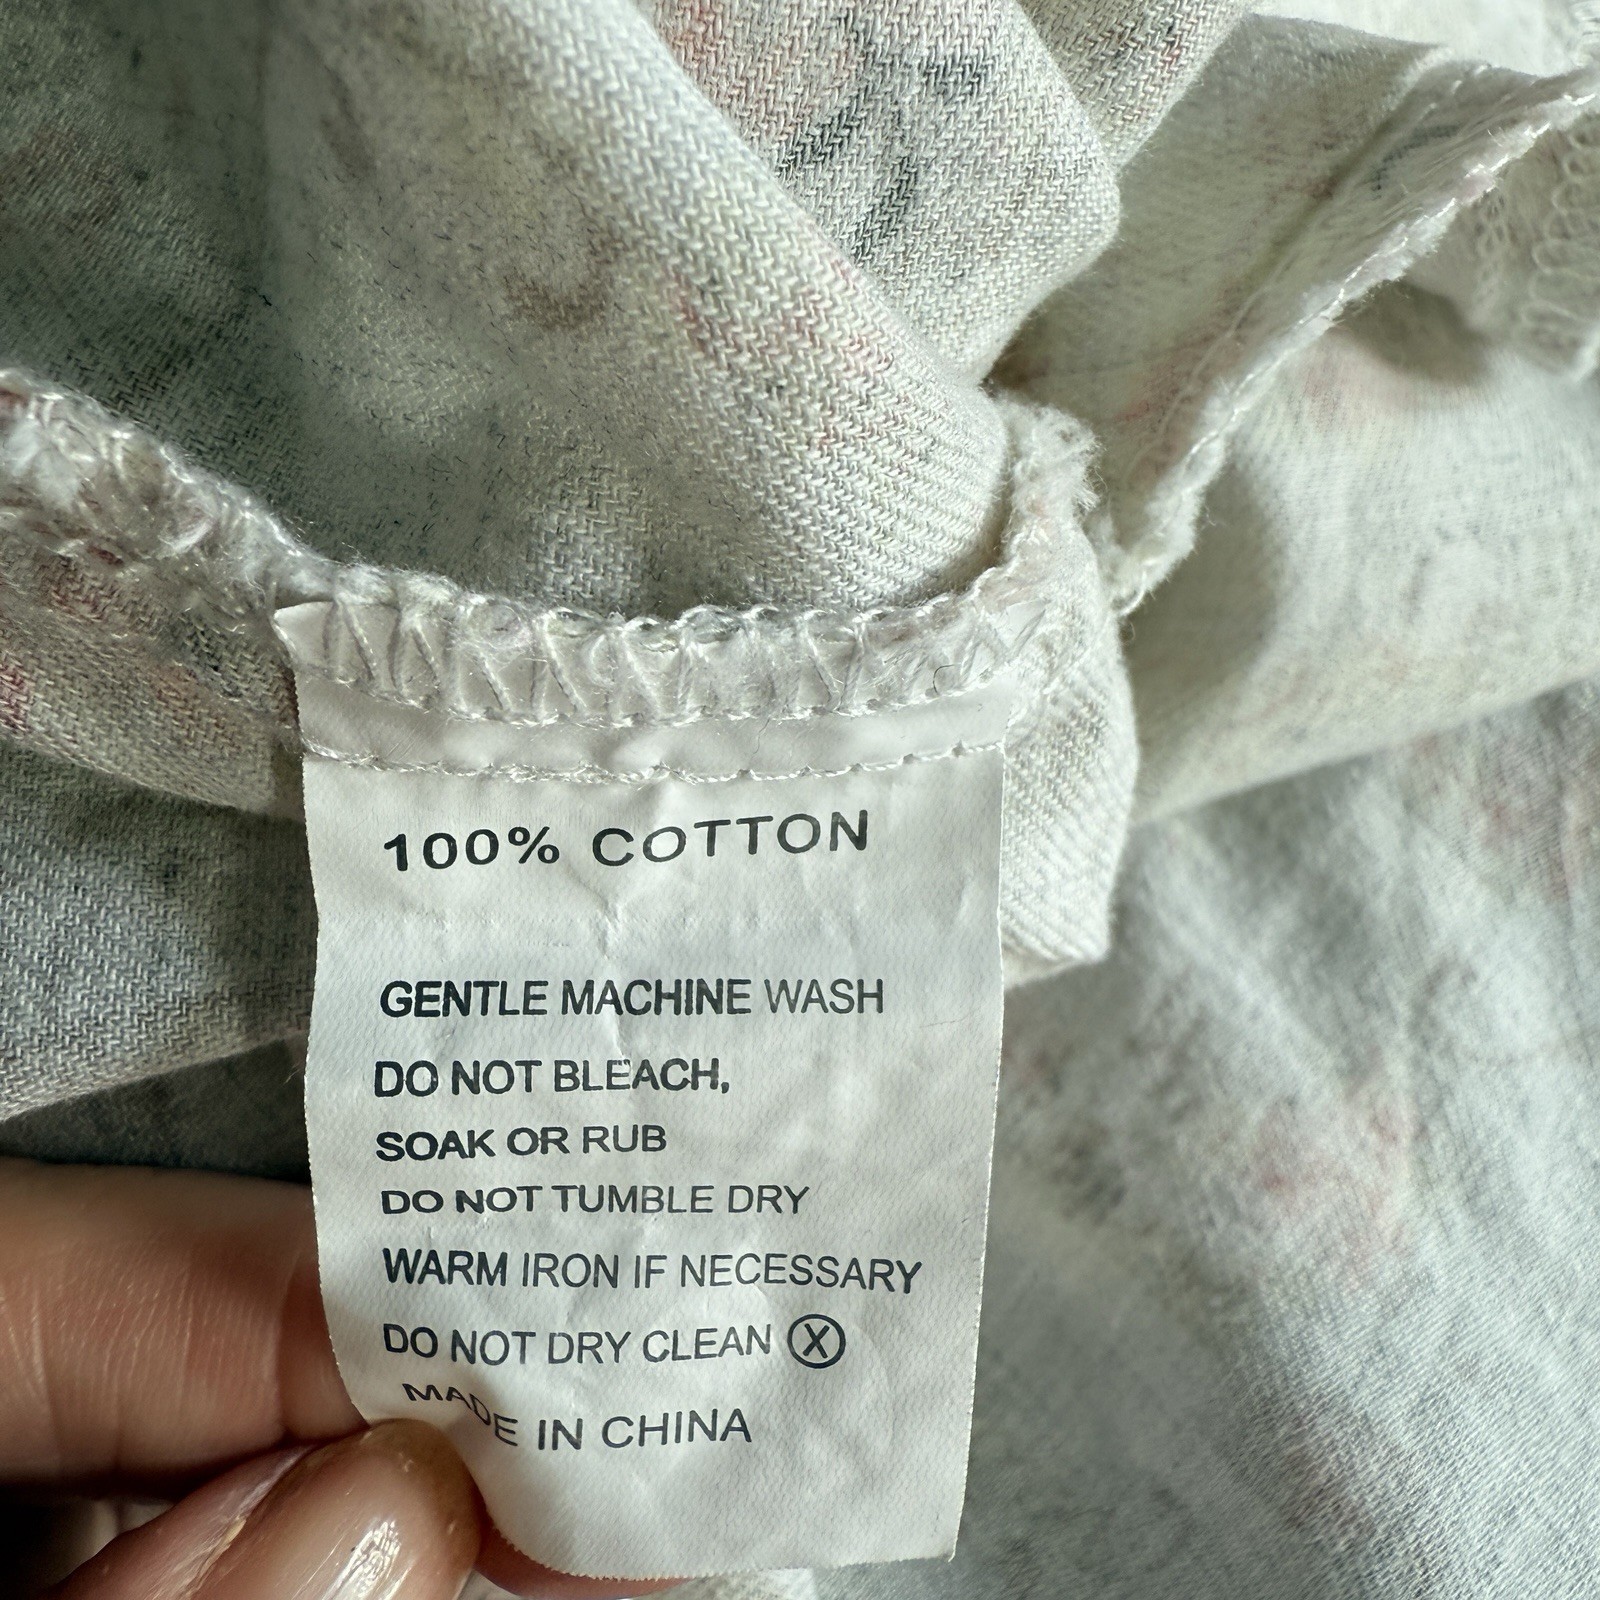 100% COTTON
GENTLE MACHINE WASH
DO NOT BLEACH,
SOAK OR RUB
DO NOT TUMBLE DRY
WARM IRON IF NECESSARY
DO NOT DRY CLEAN Ⓧ
MADE IN CHINA